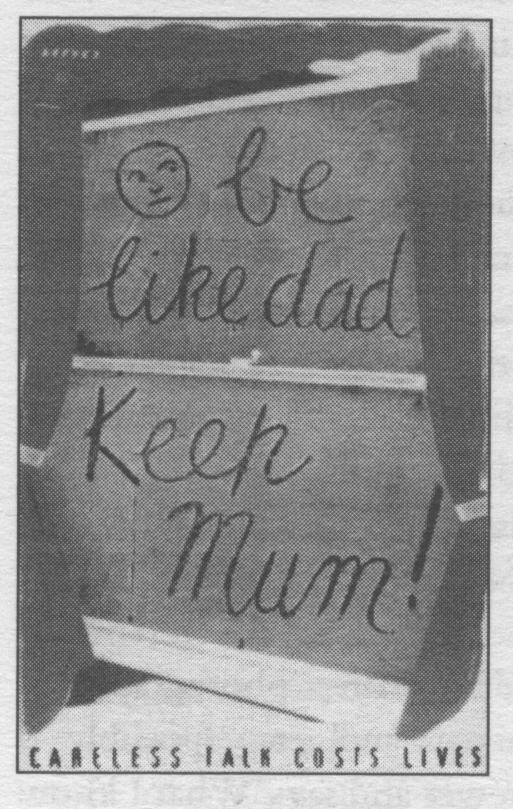 be
like dad
Keep
Mum!
CARELESS TALK COSTS LIVES